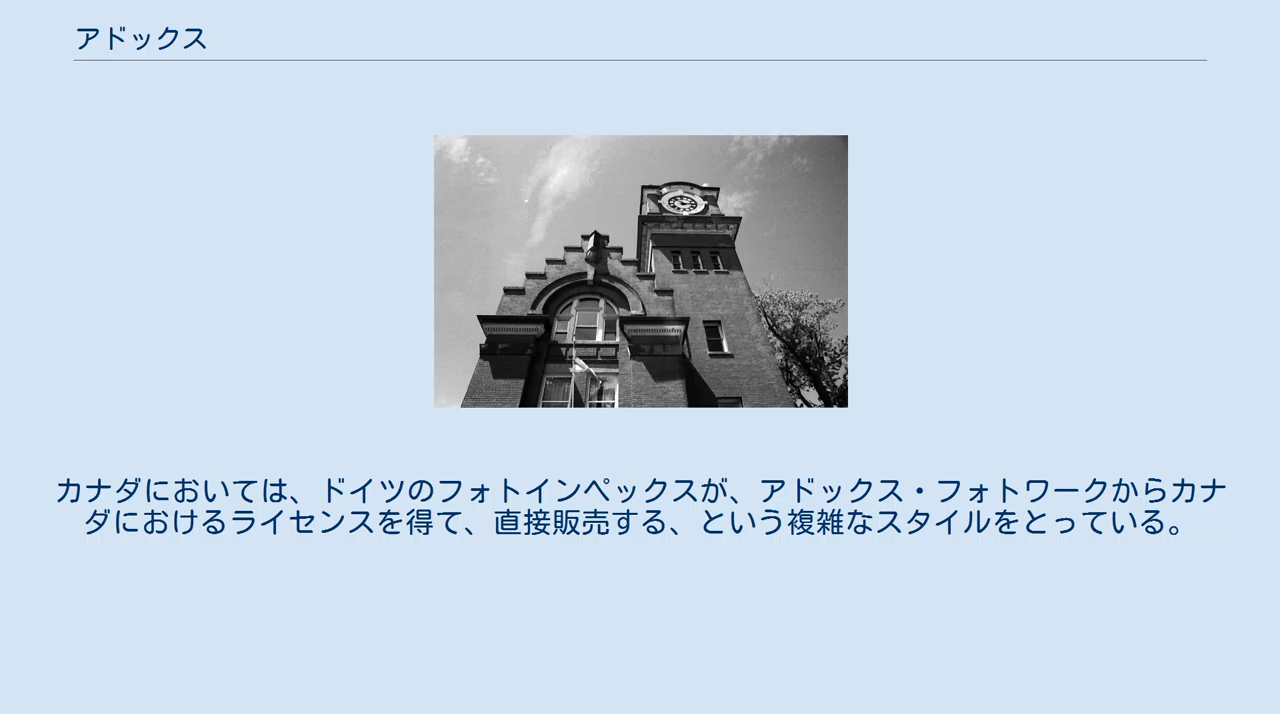 アドックス
カナダにおいては、ドイツのフォトインペックスが、アドックス・フォトワークからカナ
ダにおけるライセンスを得て、直接販売する、という複雑なスタイルをとっている。